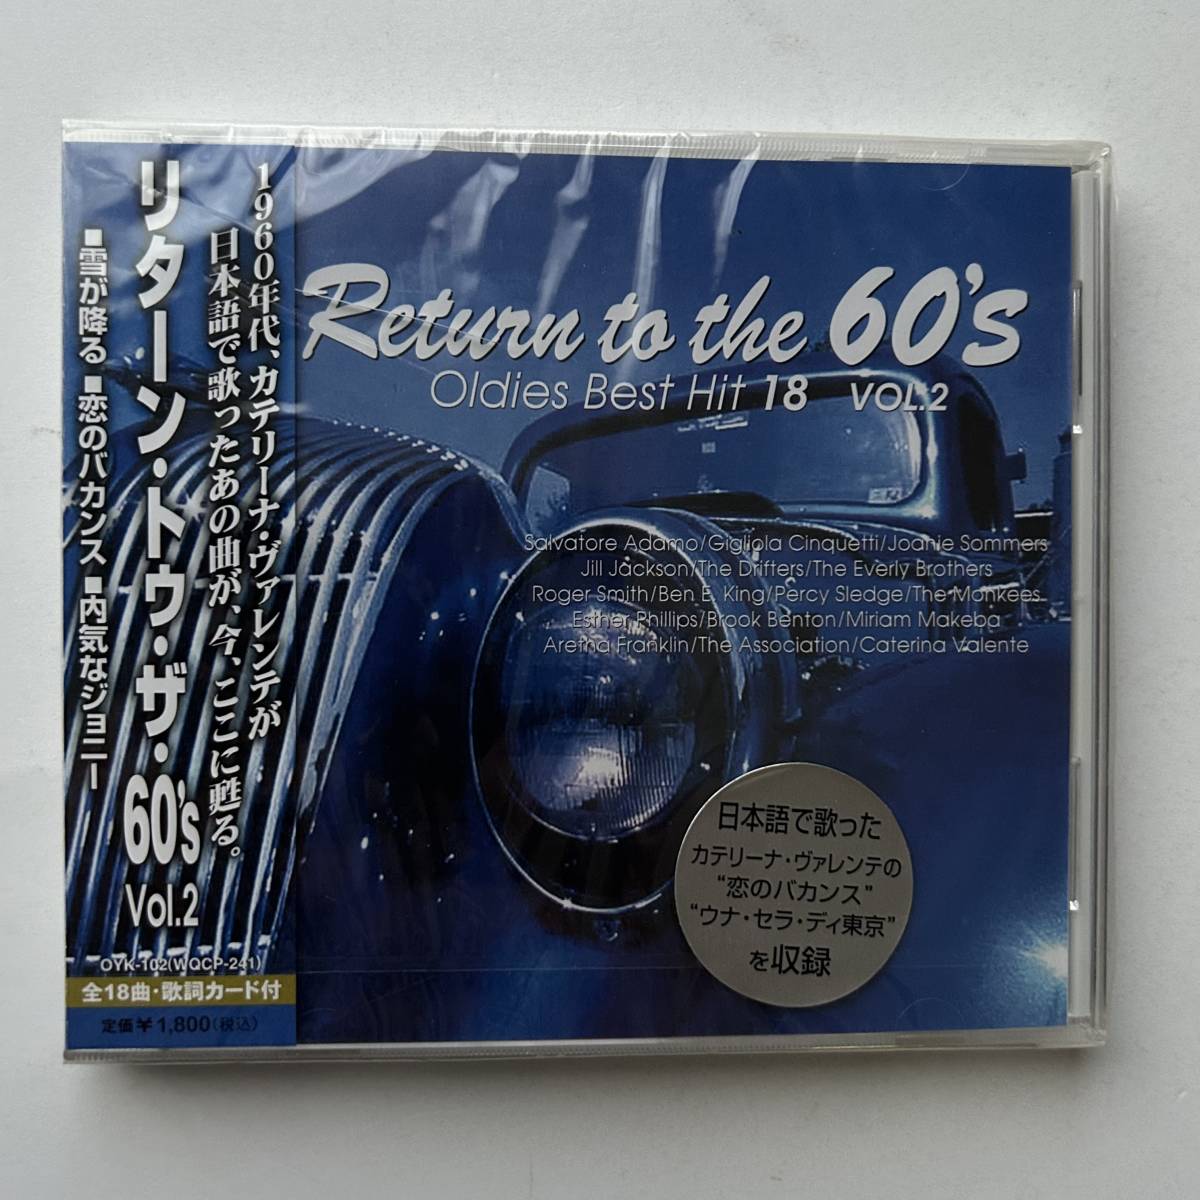 1960年代、カテリーナ・ヴァレンテが
日本語で歌ったあの曲が、今、ここに甦る。
リターン・トゥ・ザ・60's Vol.2
■雪が降る ■恋のバカンス ■内気なジョニー
OYK-102(WQCP-241)
全18曲・歌詞カード付
定価¥1,800(税込)
Return to the 60's
Oldies Best Hit 18 VOL.2
Salvatore Adamo/Gigliola Cinquetti/Joanie Sommers
Jill Jackson/The Drifters/The Everly Brothers
Roger Smith/Ben E. King/Percy Sledge/The Monkees
Esther Phillips/Brook Benton/Miriam Makeba
Aretha Franklin/The Association/Caterina Valente
日本語で歌った
カテリーナ・ヴァレンテの
“恋のバカンス”
“ウナ・セラ・ディ東京”
を収録